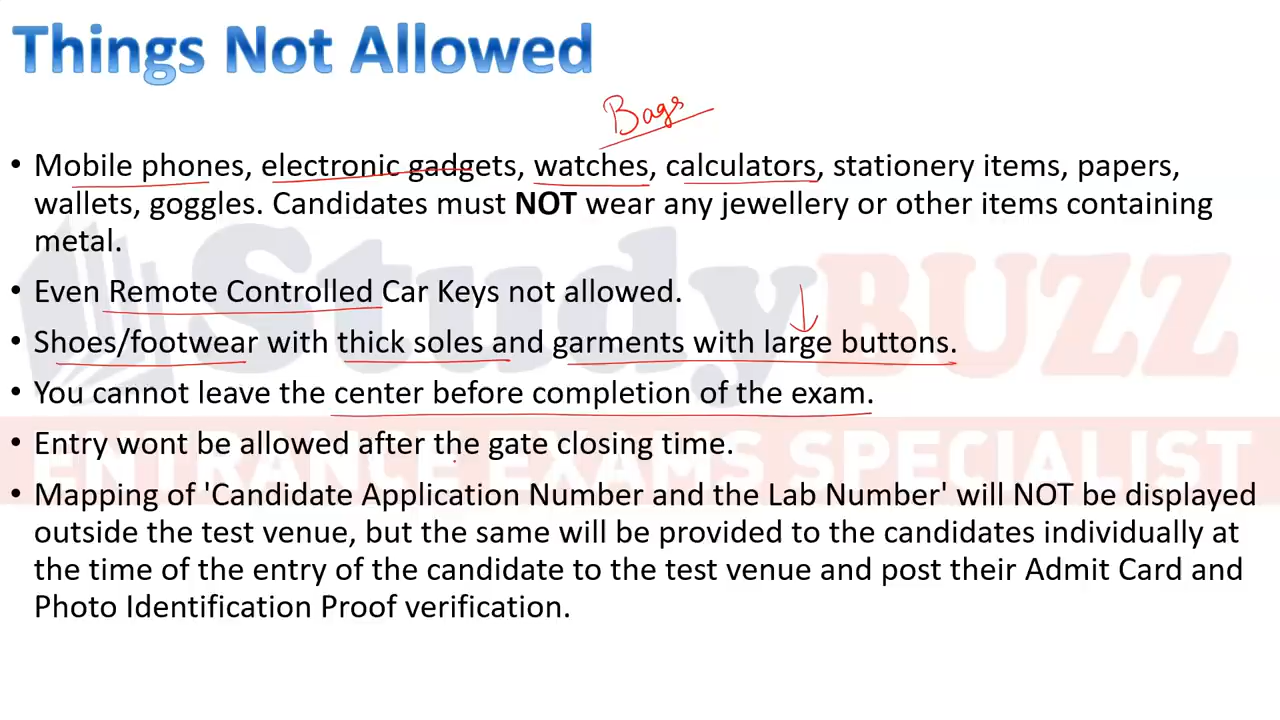 Things Not Allowed
Bags
• Mobile phones, electronic gadgets, watches, calculators, stationery items, papers,
wallets, goggles. Candidates must NOT wear any jewellery or other items containing
metal.
• Even Remote Controlled Car Keys not allowed.
• Shoes/footwear with thick soles and garments with large buttons.
• You cannot leave the center before completion of the exam.
• Entry wont be allowed after the gate closing time.
• Mapping of 'Candidate Application Number and the Lab Number' will NOT be displayed
outside the test venue, but the same will be provided to the candidates individually at
the time of the entry of the candidate to the test venue and post their Admit Card and
Photo Identification Proof verification.
StudyBUZZ
ENTRANCE EXAMS SPECIALIST